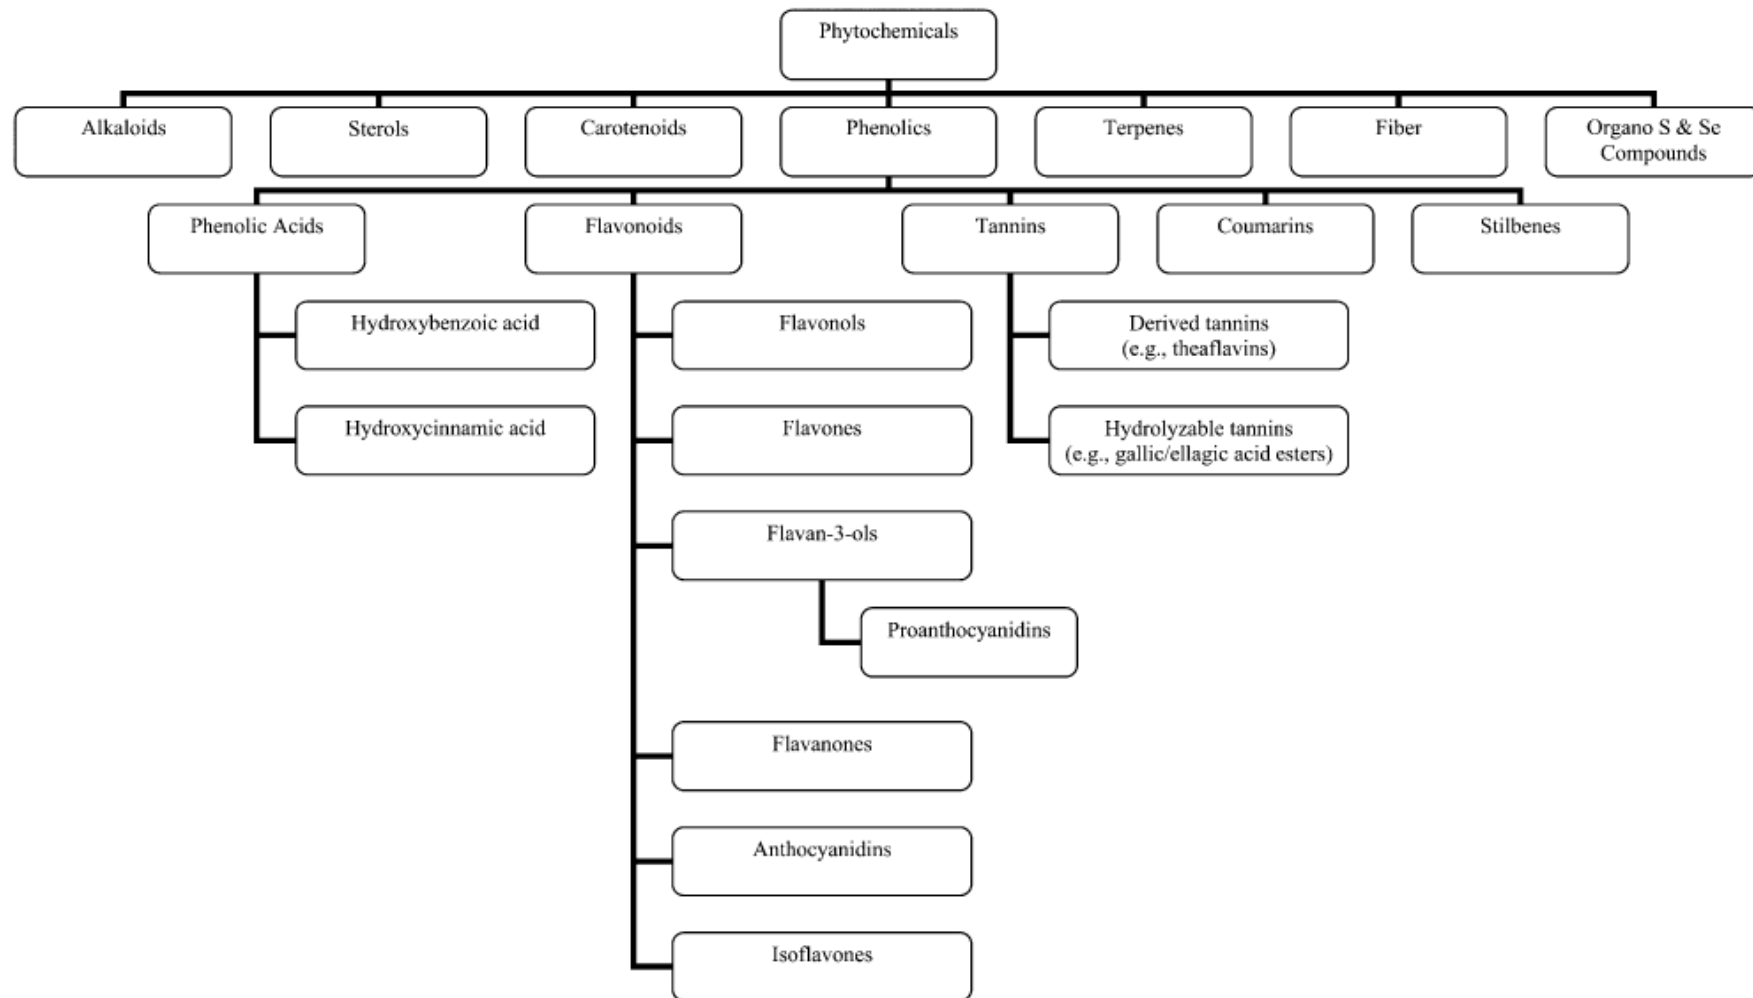 Phytochemicals
Alkaloids
Sterols
Carotenoids
Phenolics
Terpenes
Fiber
Organo S & Se
Compounds
Phenolic Acids
Flavonoids
Tannins
Coumarins
Stilbenes
Hydroxybenzoic acid
Hydroxycinnamic acid
Flavonols
Flavones
Flavan-3-ols
Proanthocyanidins
Flavanones
Anthocyanidins
Isoflavones
Derived tannins
(e.g., theaflavins)
Hydrolyzable tannins
(e.g., gallic/ellagic acid esters)